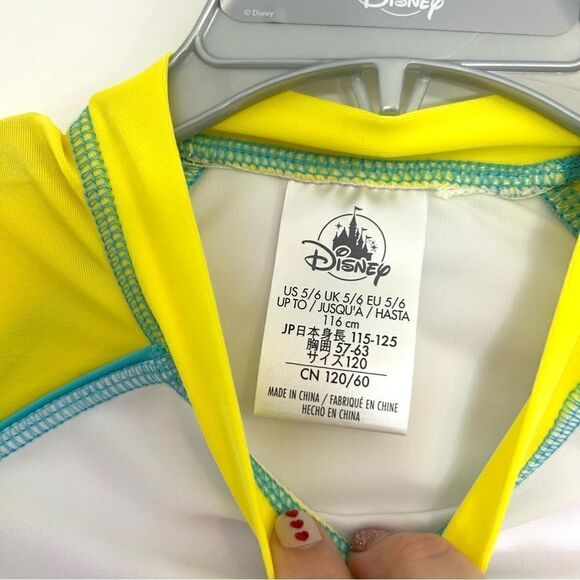 © Disney
Disney
Disney
US 5/6 UK 5/6 EU 5/6
UP TO / JUSQU'A / HASTA
116 cm
JP日本身長 115-125
胸囲 57-63
サイズ120
CN 120/60
MADE IN CHINA / FABRIQUÉ EN CHINE
HECHO EN CHINA